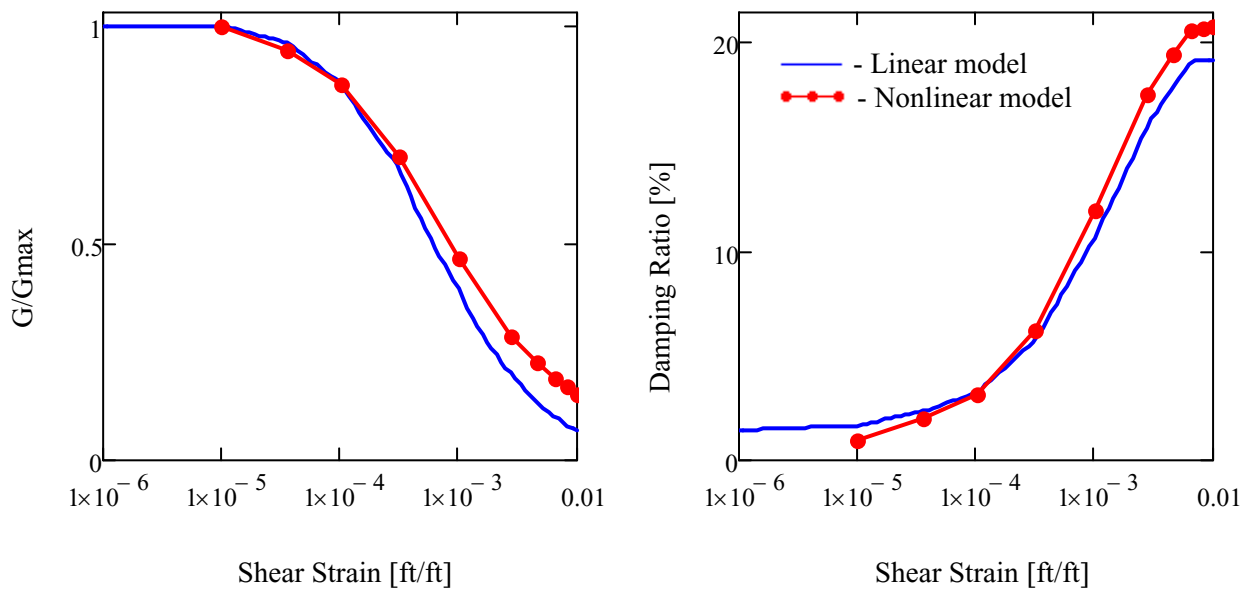 1
0.5
0
1×10⁻⁶
1×10⁻⁵
1×10⁻⁴
1×10⁻³
0.01
G/Gmax
Shear Strain [ft/ft]
20
10
0
- Linear model
- Nonlinear model
1×10⁻⁶
1×10⁻⁵
1×10⁻⁴
1×10⁻³
0.01
Damping Ratio [%]
Shear Strain [ft/ft]